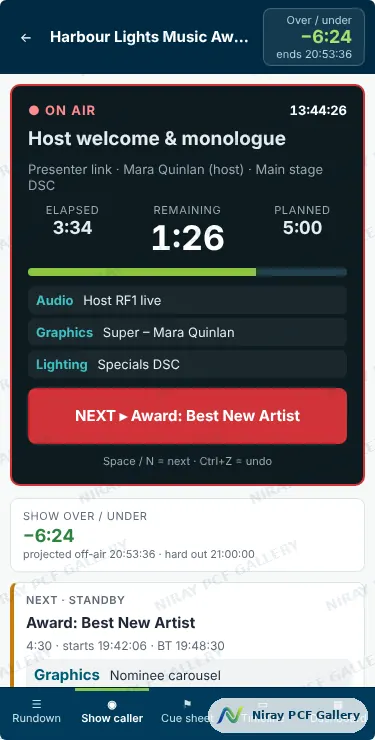 ←
Harbour Lights Music Aw...
Over / under
−6:24
ends 20:53:36
● ON AIR
13:44:26
Host welcome & monologue
Presenter link · Mara Quinlan (host) · Main stage
DSC
ELAPSED
REMAINING
PLANNED
3:34
1:26
5:00
Audio Host RF1 live
Graphics Super – Mara Quinlan
Lighting Specials DSC
NEXT ▸ Award: Best New Artist
Space / N = next · Ctrl+Z = undo
SHOW OVER / UNDER
−6:24
projected off-air 20:53:36 · hard out 21:00:00
NIRAY PCF GALLERY
NEXT · STANDBY
Award: Best New Artist
4:30 · starts 19:42:06 · BT 19:48:30
Graphics Nominee carousel
Rundown
Show caller
Cue sheet
Niray PCF Gallery